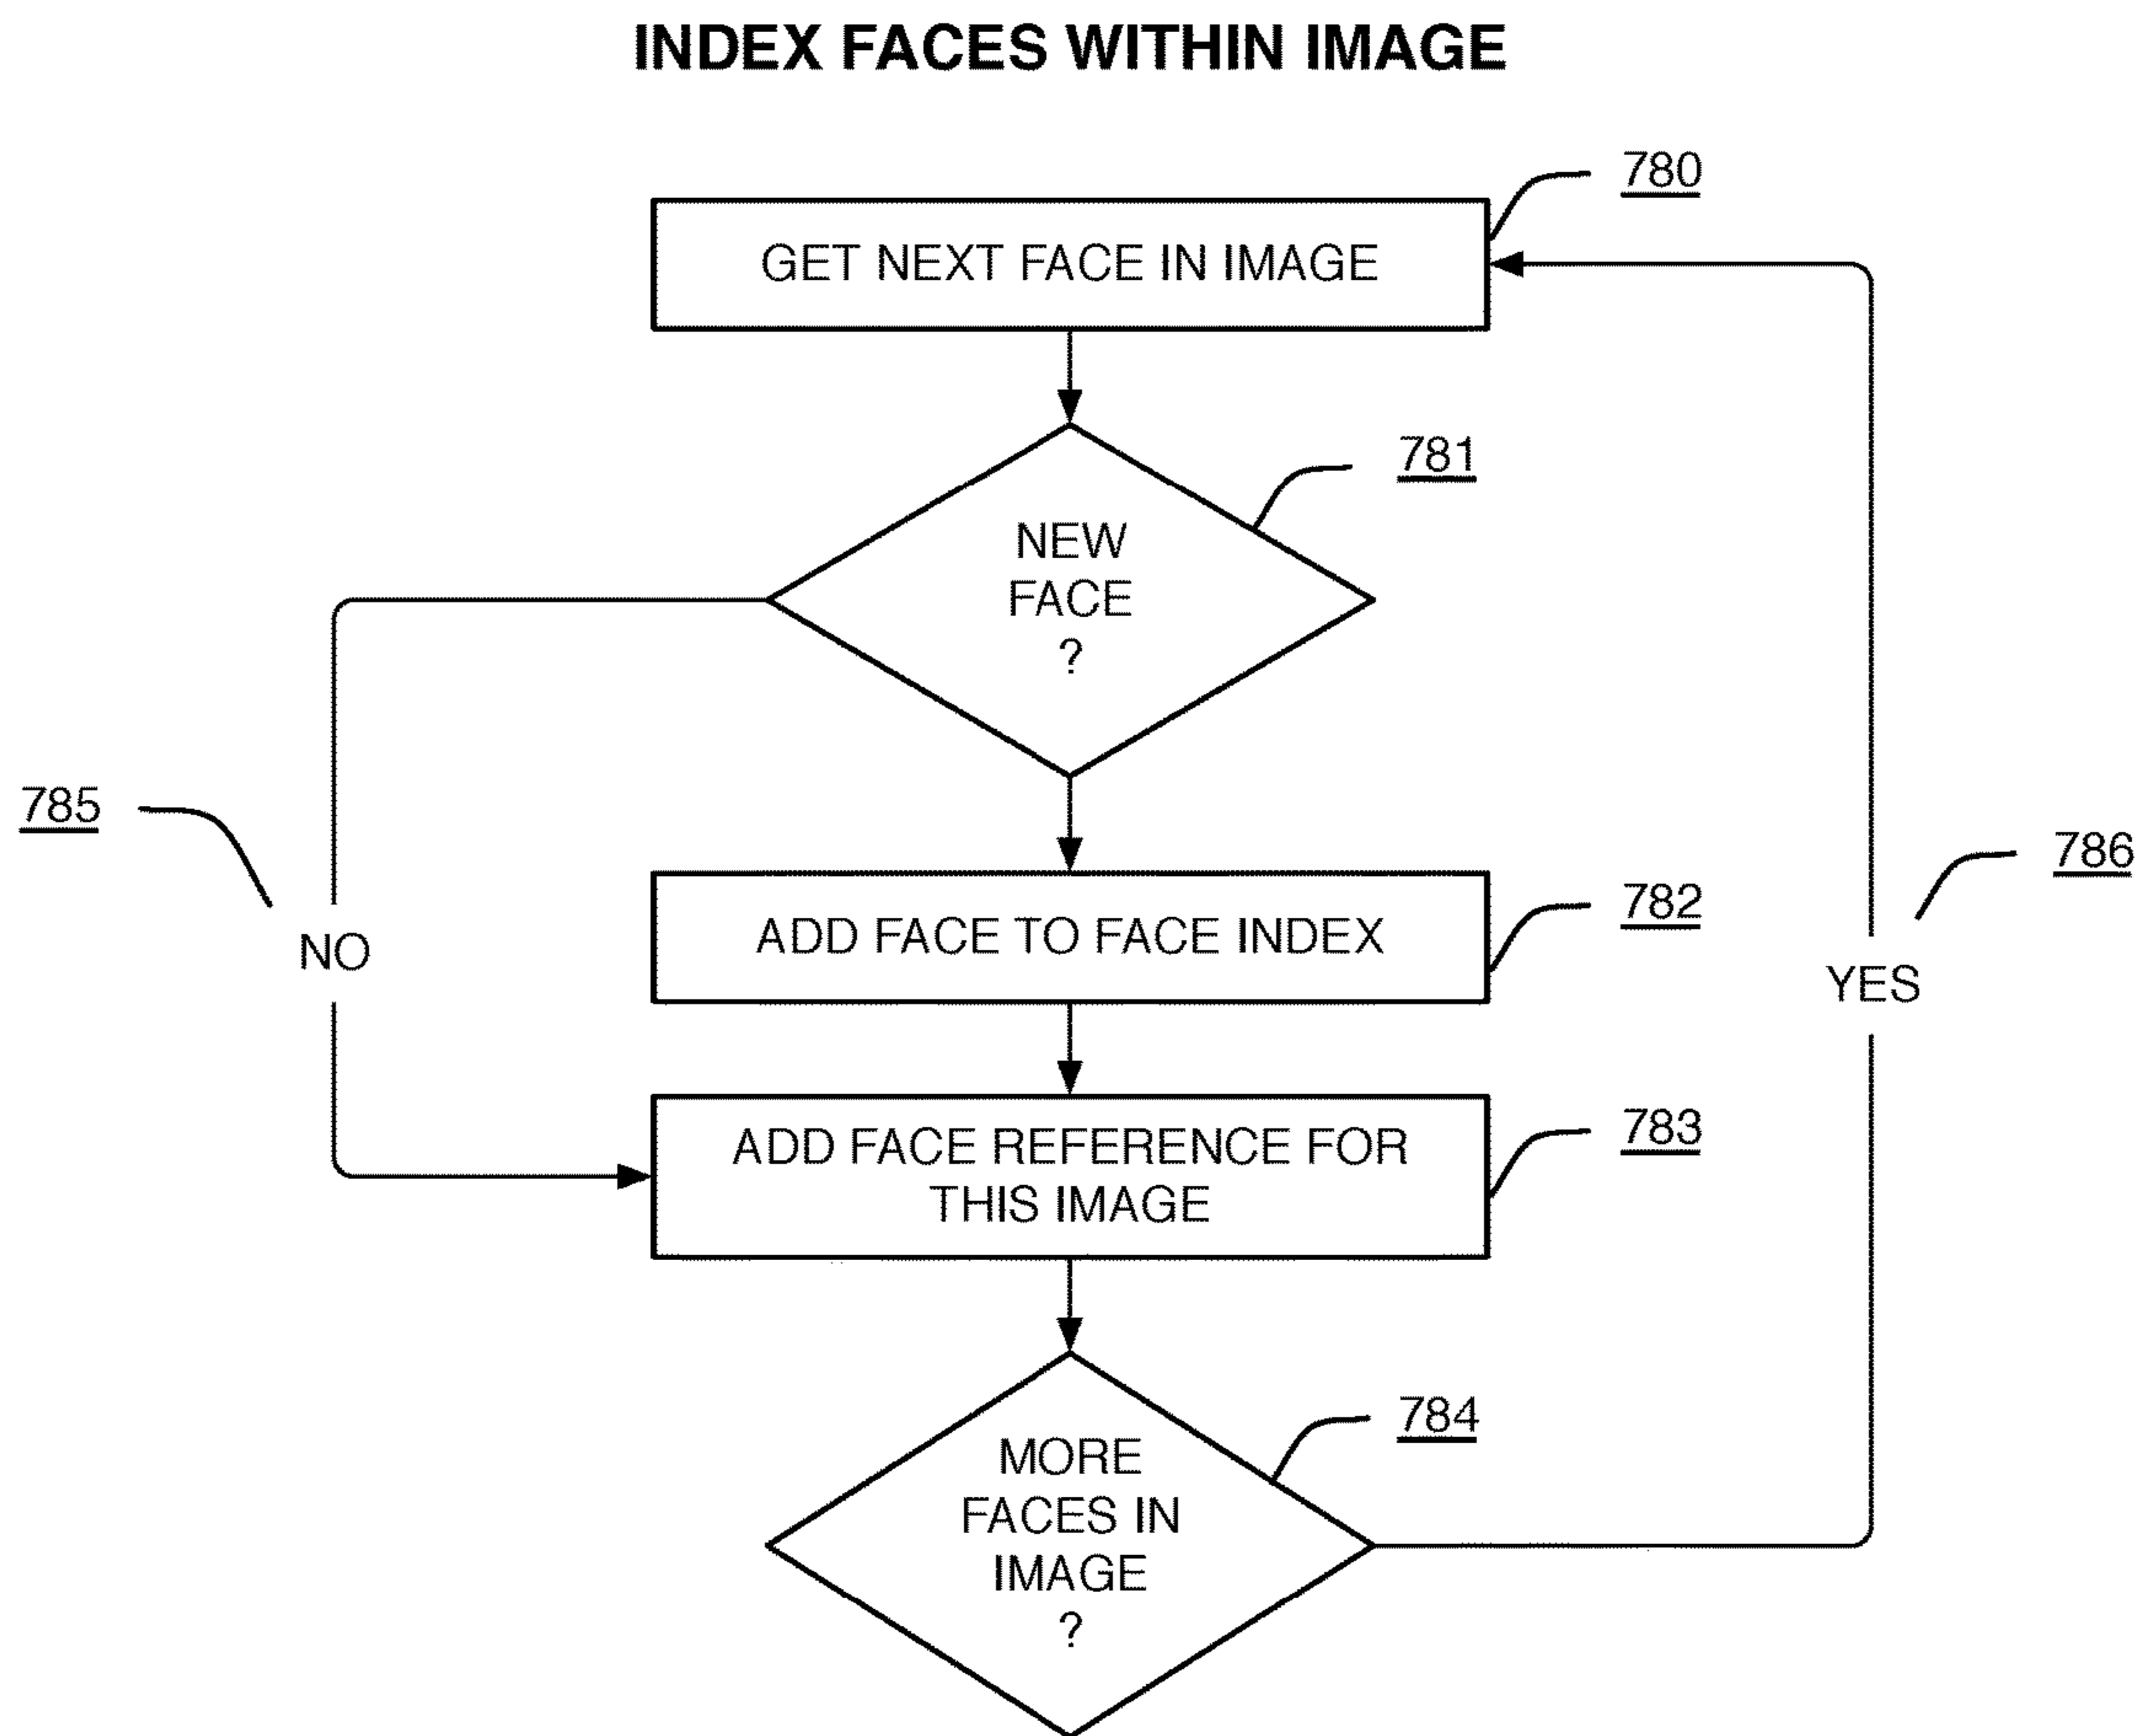 INDEX FACES WITHIN IMAGE
780
GET NEXT FACE IN IMAGE
781
NEW
FACE
?
785
786
782
ADD FACE TO FACE INDEX
NO
YES
783
ADD FACE REFERENCE FOR
THIS IMAGE
784
MORE
FACES IN
IMAGE
?